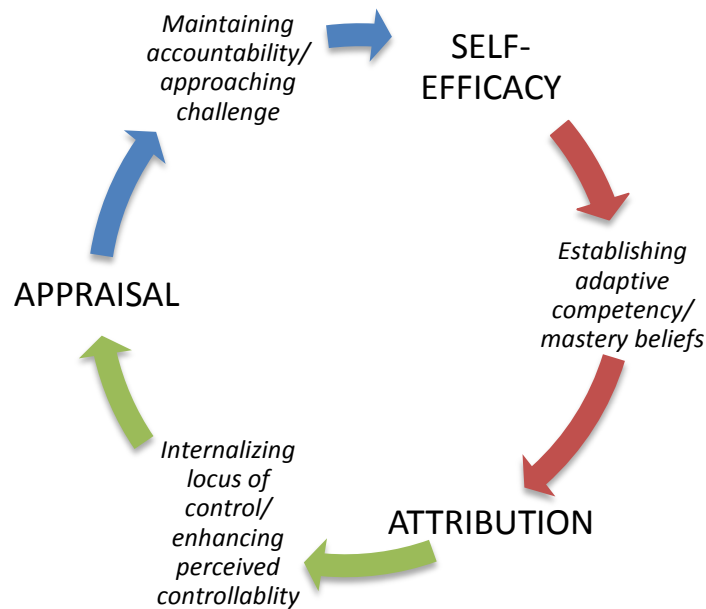 Maintaining
accountability/
approaching
challenge
SELF-
EFFICACY
Establishing
adaptive
competency/
mastery beliefs
ATTRIBUTION
Internalizing
locus of
control/
enhancing
perceived
controllablity
APPRAISAL